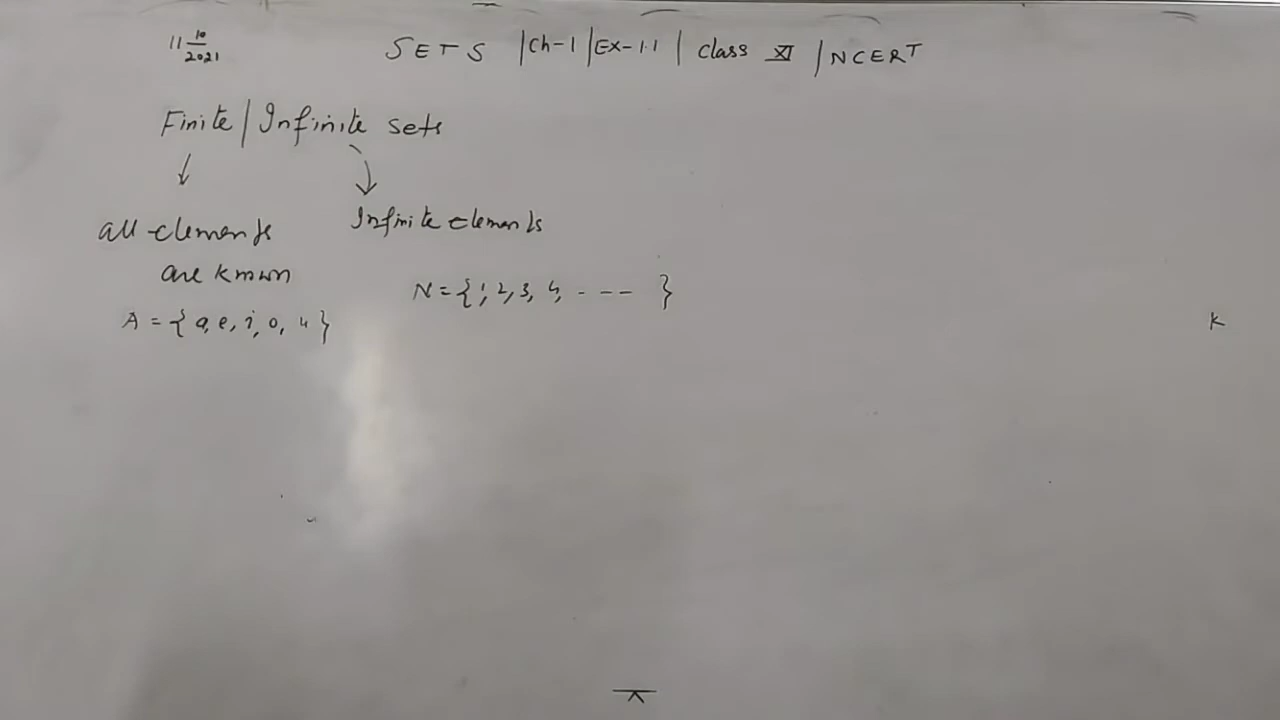 11 10/2021 SETS |Ch-1 |Ex-1.1 | class XI | NCERT
Finite | Infinite sets
↓ ↓
all elements Infinite elements
are known N = {1, 2, 3, 4, - - - - }
A = {a, e, i, o, u}
K